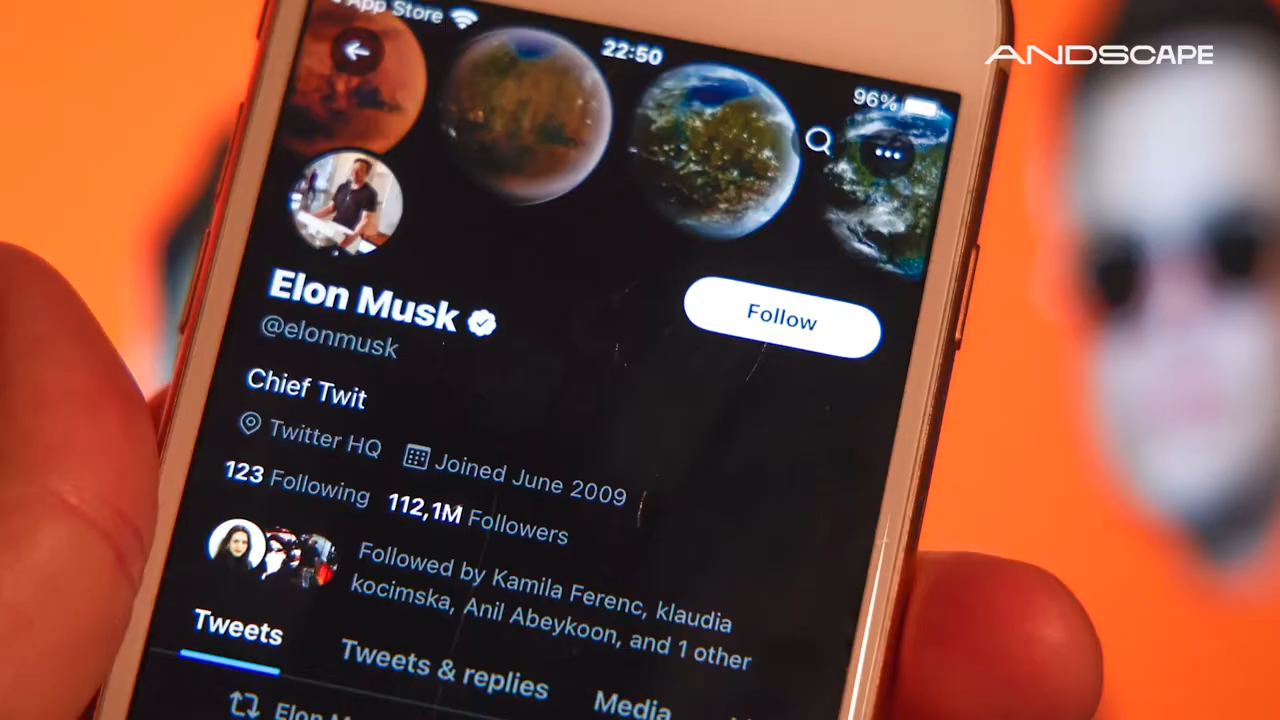 App Store
22:50
96%
ANDSCAPE
Elon Musk
@elonmusk
Follow
Chief Twit
Twitter HQ
Joined June 2009
123 Following
112,1M Followers
Followed by Kamila Ferenc, klaudia
kocimska, Anil Abeykoon, and 1 other
Tweets
Tweets & replies
Media
Elon